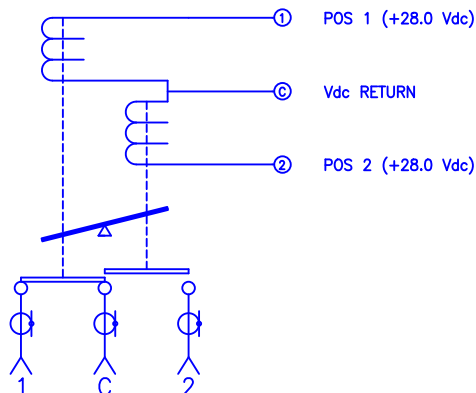 1 POS 1 (+28.0 Vdc)
C Vdc RETURN
2 POS 2 (+28.0 Vdc)
1 C 2